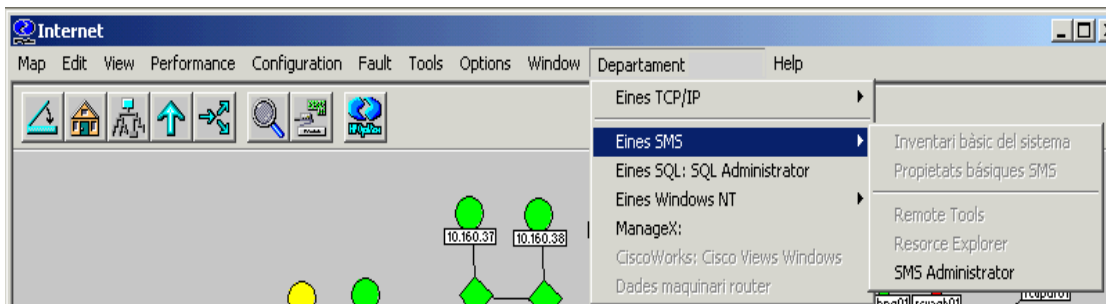 Internet
Map Edit View Performance Configuration Fault Tools Options Window Departament Help
Eines TCP/IP
Eines SMS
Eines SQL: SQL Administrator
Eines Windows NT
ManageX:
CiscoWorks: Cisco Views Windows
Dades maquinari router
Inventari bàsic del sistema
Propietats básiques SMS
Remote Tools
Resorce Explorer
SMS Administrator
10.160.37
10.160.38